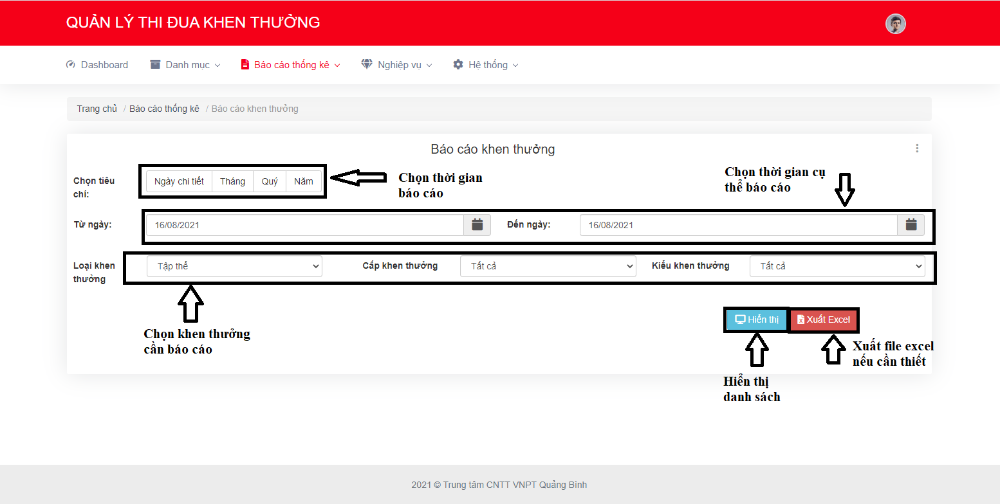 QUẢN LÝ THI ĐUA KHEN THƯỞNG
Dashboard Danh mục Báo cáo thống kê Nghiệp vụ Hệ thống
Trang chủ / Báo cáo thống kê / Báo cáo khen thưởng
Báo cáo khen thưởng
Chọn tiêu
chí:
Ngày chi tiết Tháng Quý Năm
Chọn thời gian
báo cáo
Chọn thời gian cụ
thể báo cáo
Từ ngày: 16/08/2021 Đến ngày: 16/08/2021
Loại khen
thưởng
Tập thể Cấp khen thưởng Tất cả Kiểu khen thưởng Tất cả
Hiển thị Xuất Excel
Chọn khen thưởng
cần báo cáo
Xuất file excel
nếu cần thiết
Hiển thị
danh sách
2021 © Trung tâm CNTT VNPT Quảng Bình